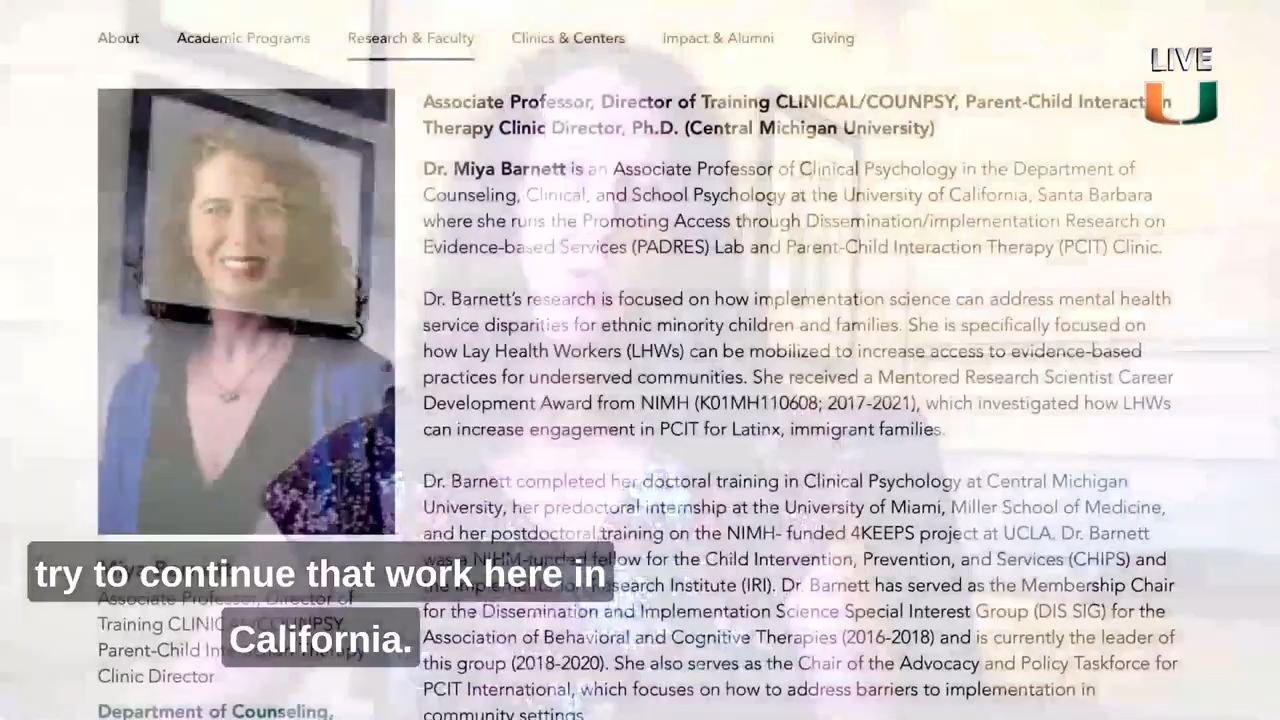 About Academic Programs Research & Faculty Clinics & Centers Impact & Alumni Giving
LIVE
U
Associate Professor, Director of Training CLINICAL/COUNPSY, Parent-Child Interaction
Therapy Clinic Director, Ph.D. (Central Michigan University)
Dr. Miya Barnett is an Associate Professor of Clinical Psychology in the Department of
Counseling, Clinical, and School Psychology at the University of California, Santa Barbara
where she runs the Promoting Access through Dissemination/implementation Research on
Evidence-based Services (PADRES) Lab and Parent-Child Interaction Therapy (PCIT) Clinic.
Dr. Barnett's research is focused on how implementation science can address mental health
service disparities for ethnic minority children and families. She is specifically focused on
how Lay Health Workers (LHWs) can be mobilized to increase access to evidence-based
practices for underserved communities. She received a Mentored Research Scientist Career
Development Award from NIMH (K01MH110608; 2017-2021), which investigated how LHWs
can increase engagement in PCIT for Latinx, immigrant families.
Dr. Barnett completed her doctoral training in Clinical Psychology at Central Michigan
University, her predoctoral internship at the University of Miami, Miller School of Medicine,
and her postdoctoral training on the NIMH- funded 4KEEPS project at UCLA. Dr. Barnett
was a NIHM-funded fellow for the Child Intervention, Prevention, and Services (CHIPS) and
the Implementation Research Institute (IRI). Dr. Barnett has served as the Membership Chair
for the Dissemination and Implementation Science Special Interest Group (DIS SIG) for the
Association of Behavioral and Cognitive Therapies (2016-2018) and is currently the leader of
this group (2018-2020). She also serves as the Chair of the Advocacy and Policy Taskforce for
PCIT International, which focuses on how to address barriers to implementation in
community settings.
Miya Barnett
Associate Professor, Director of
Training CLINICAL/COUNPSY,
Parent-Child Interaction Therapy
Clinic Director
Department of Counseling,
try to continue that work here in
California.